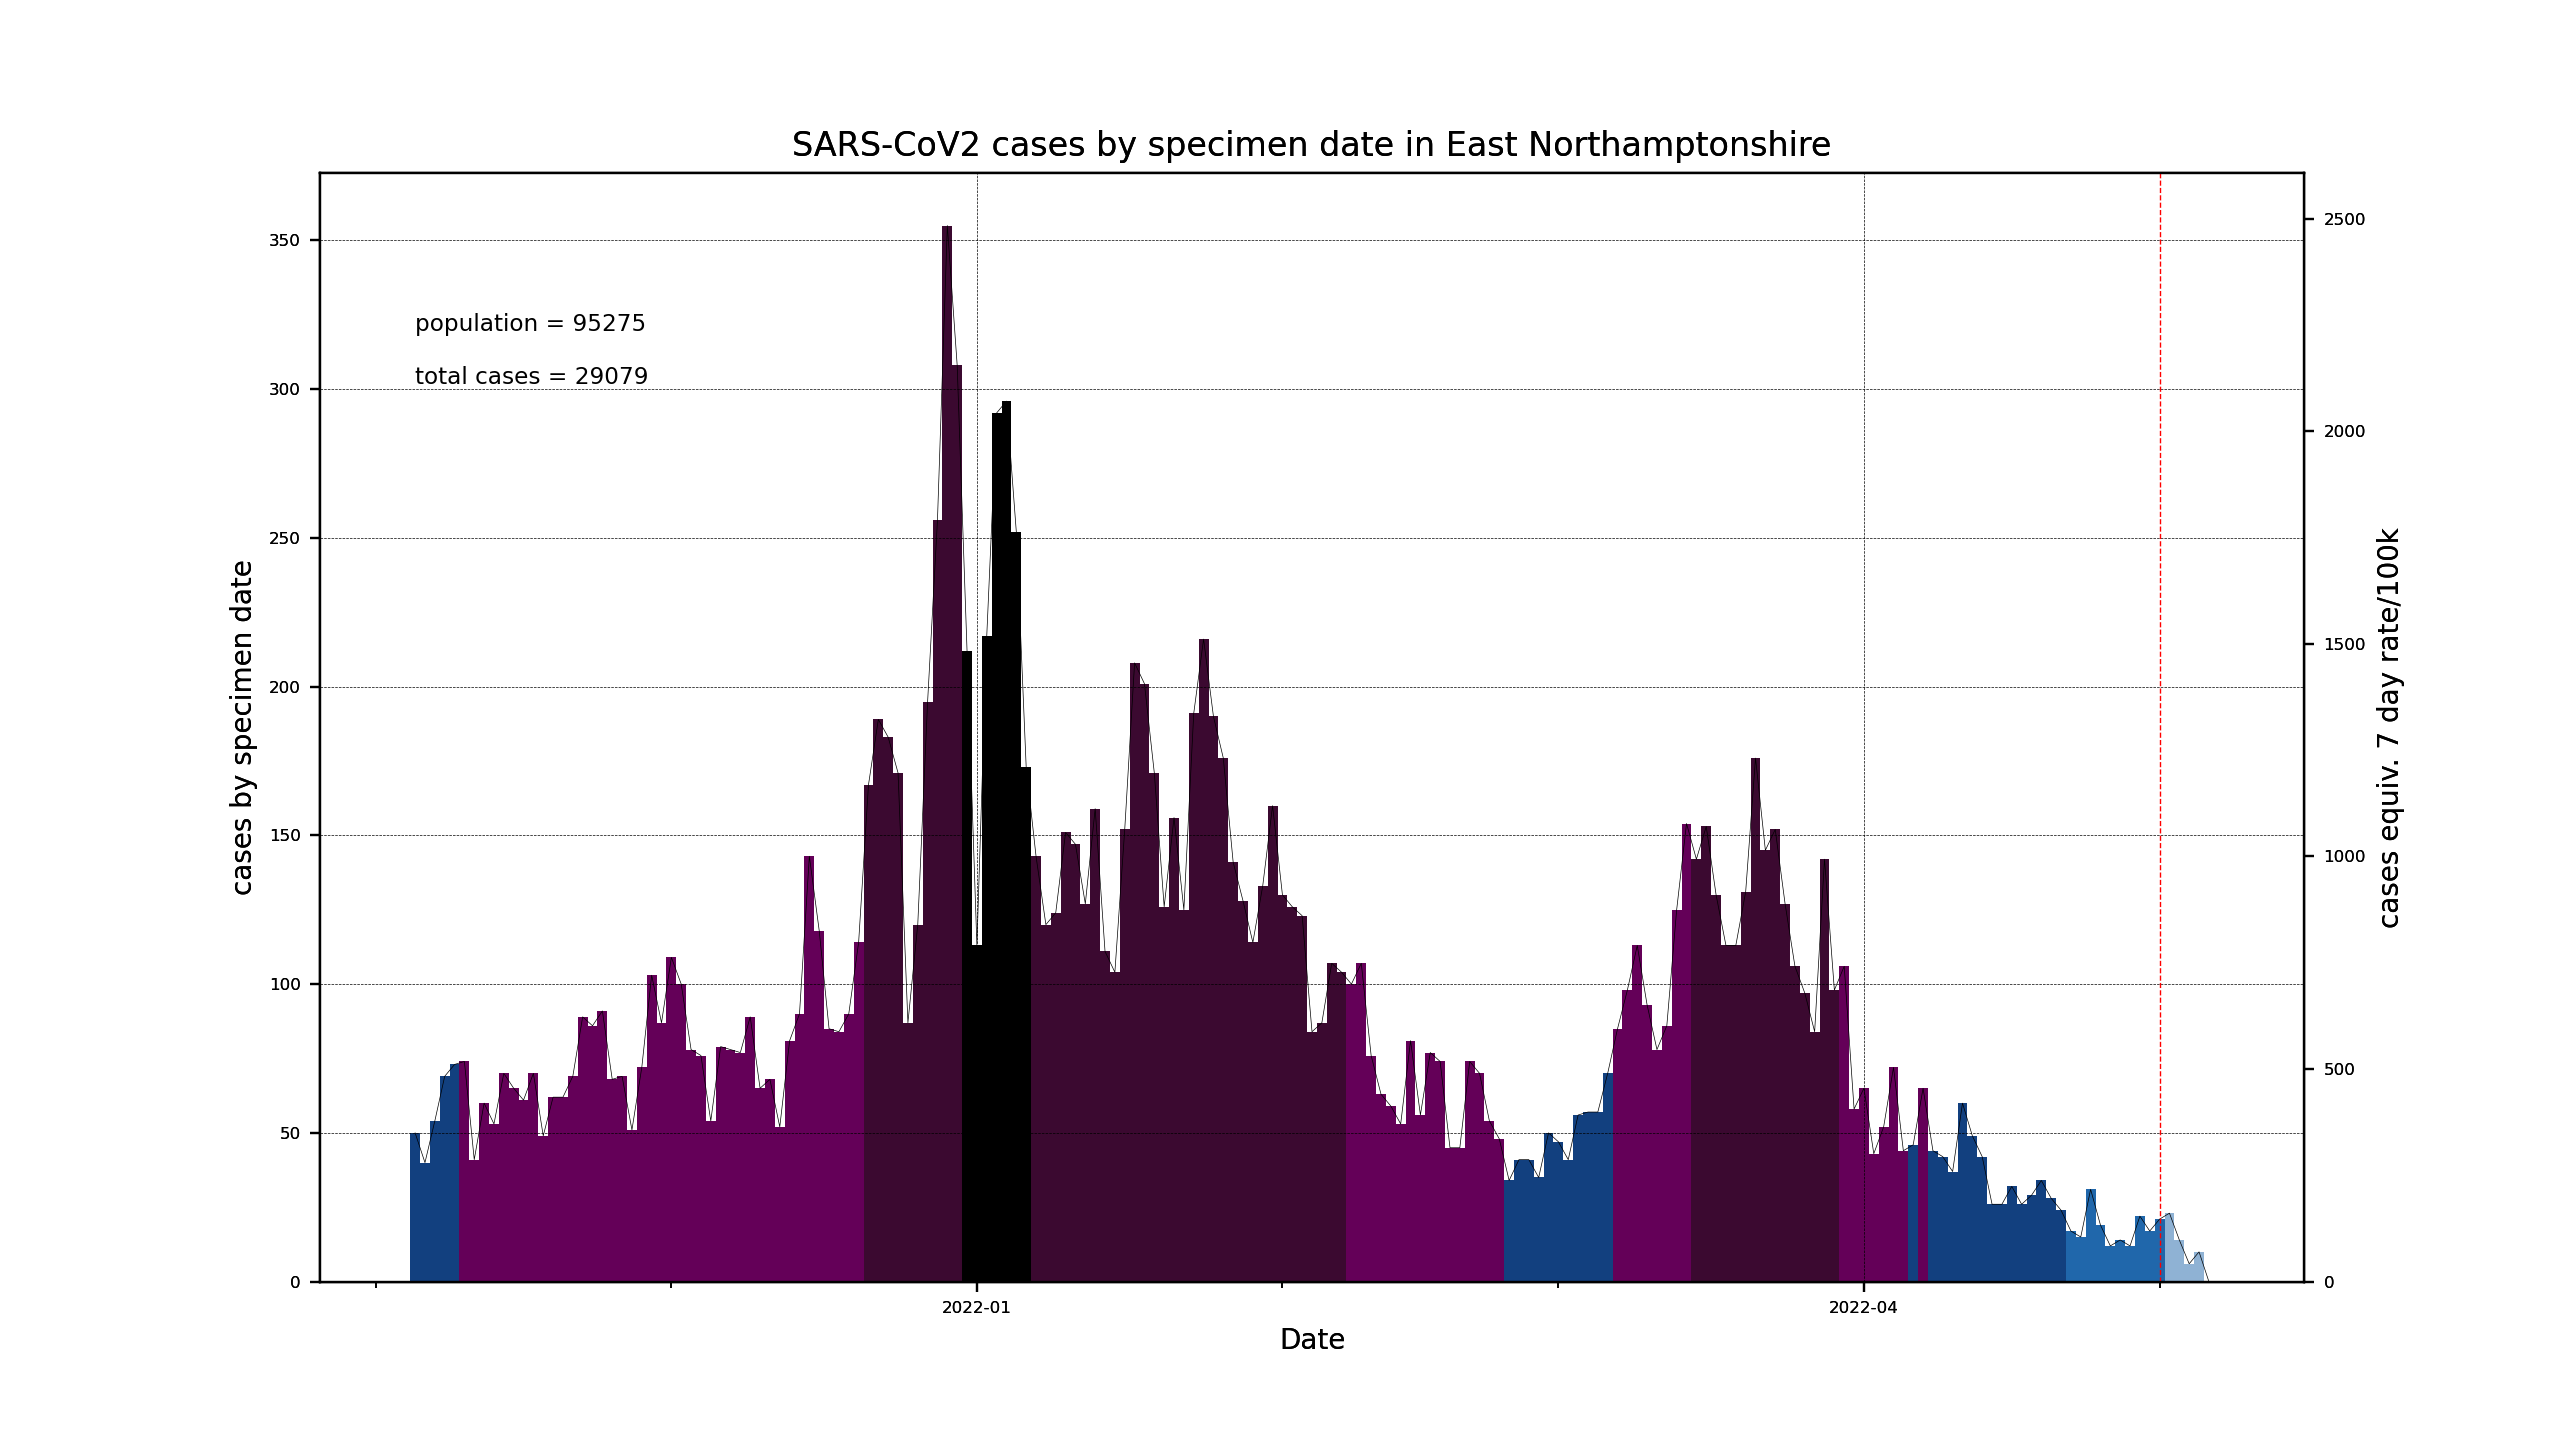 SARS-CoV2 cases by specimen date in East Northamptonshire
population = 95275
total cases = 29079
cases by specimen date
350
300
250
200
150
100
50
0
2500
2000
1500
1000
500
0
cases equiv. 7 day rate/100k
2022-01
2022-04
Date